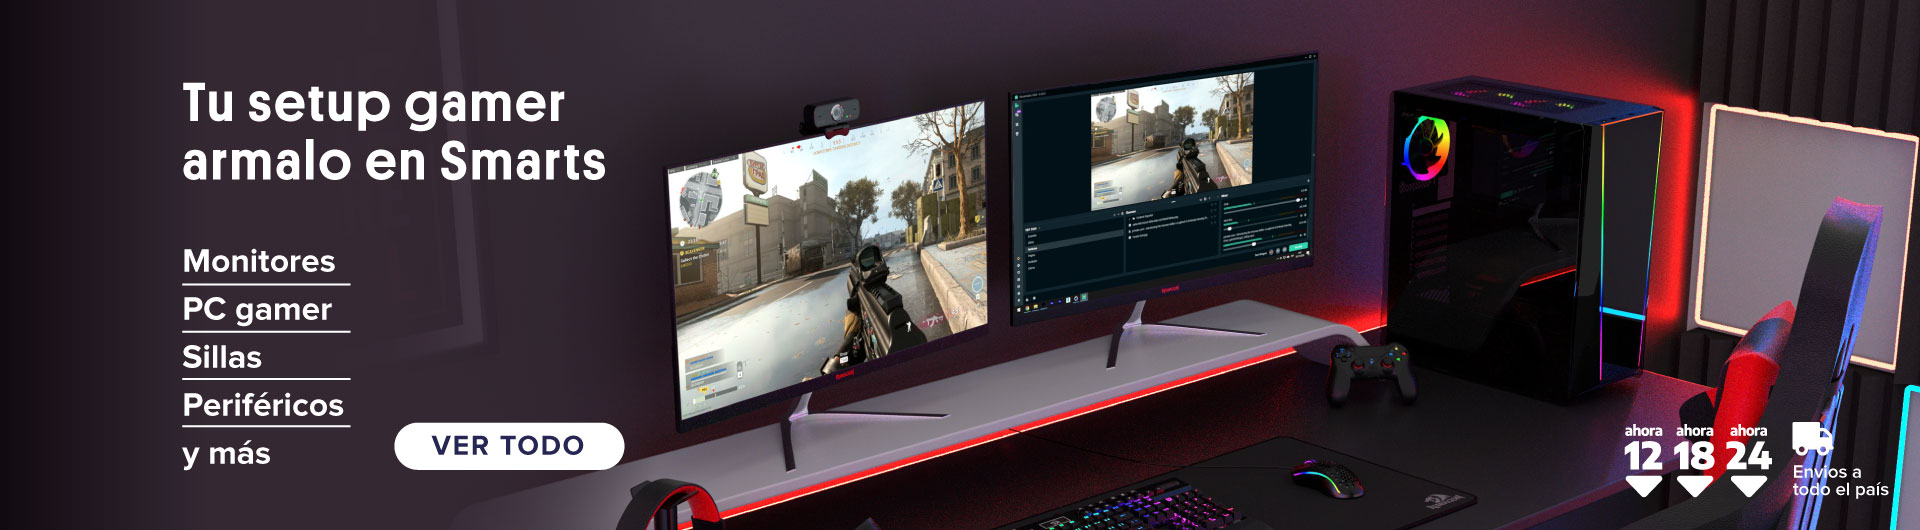 Tu setup gamer
armalo en Smarts
Monitores
PC gamer
Sillas
Periféricos
y más
VER TODO
ahora
12
ahora
18
ahora
24
Envíos a
todo el país